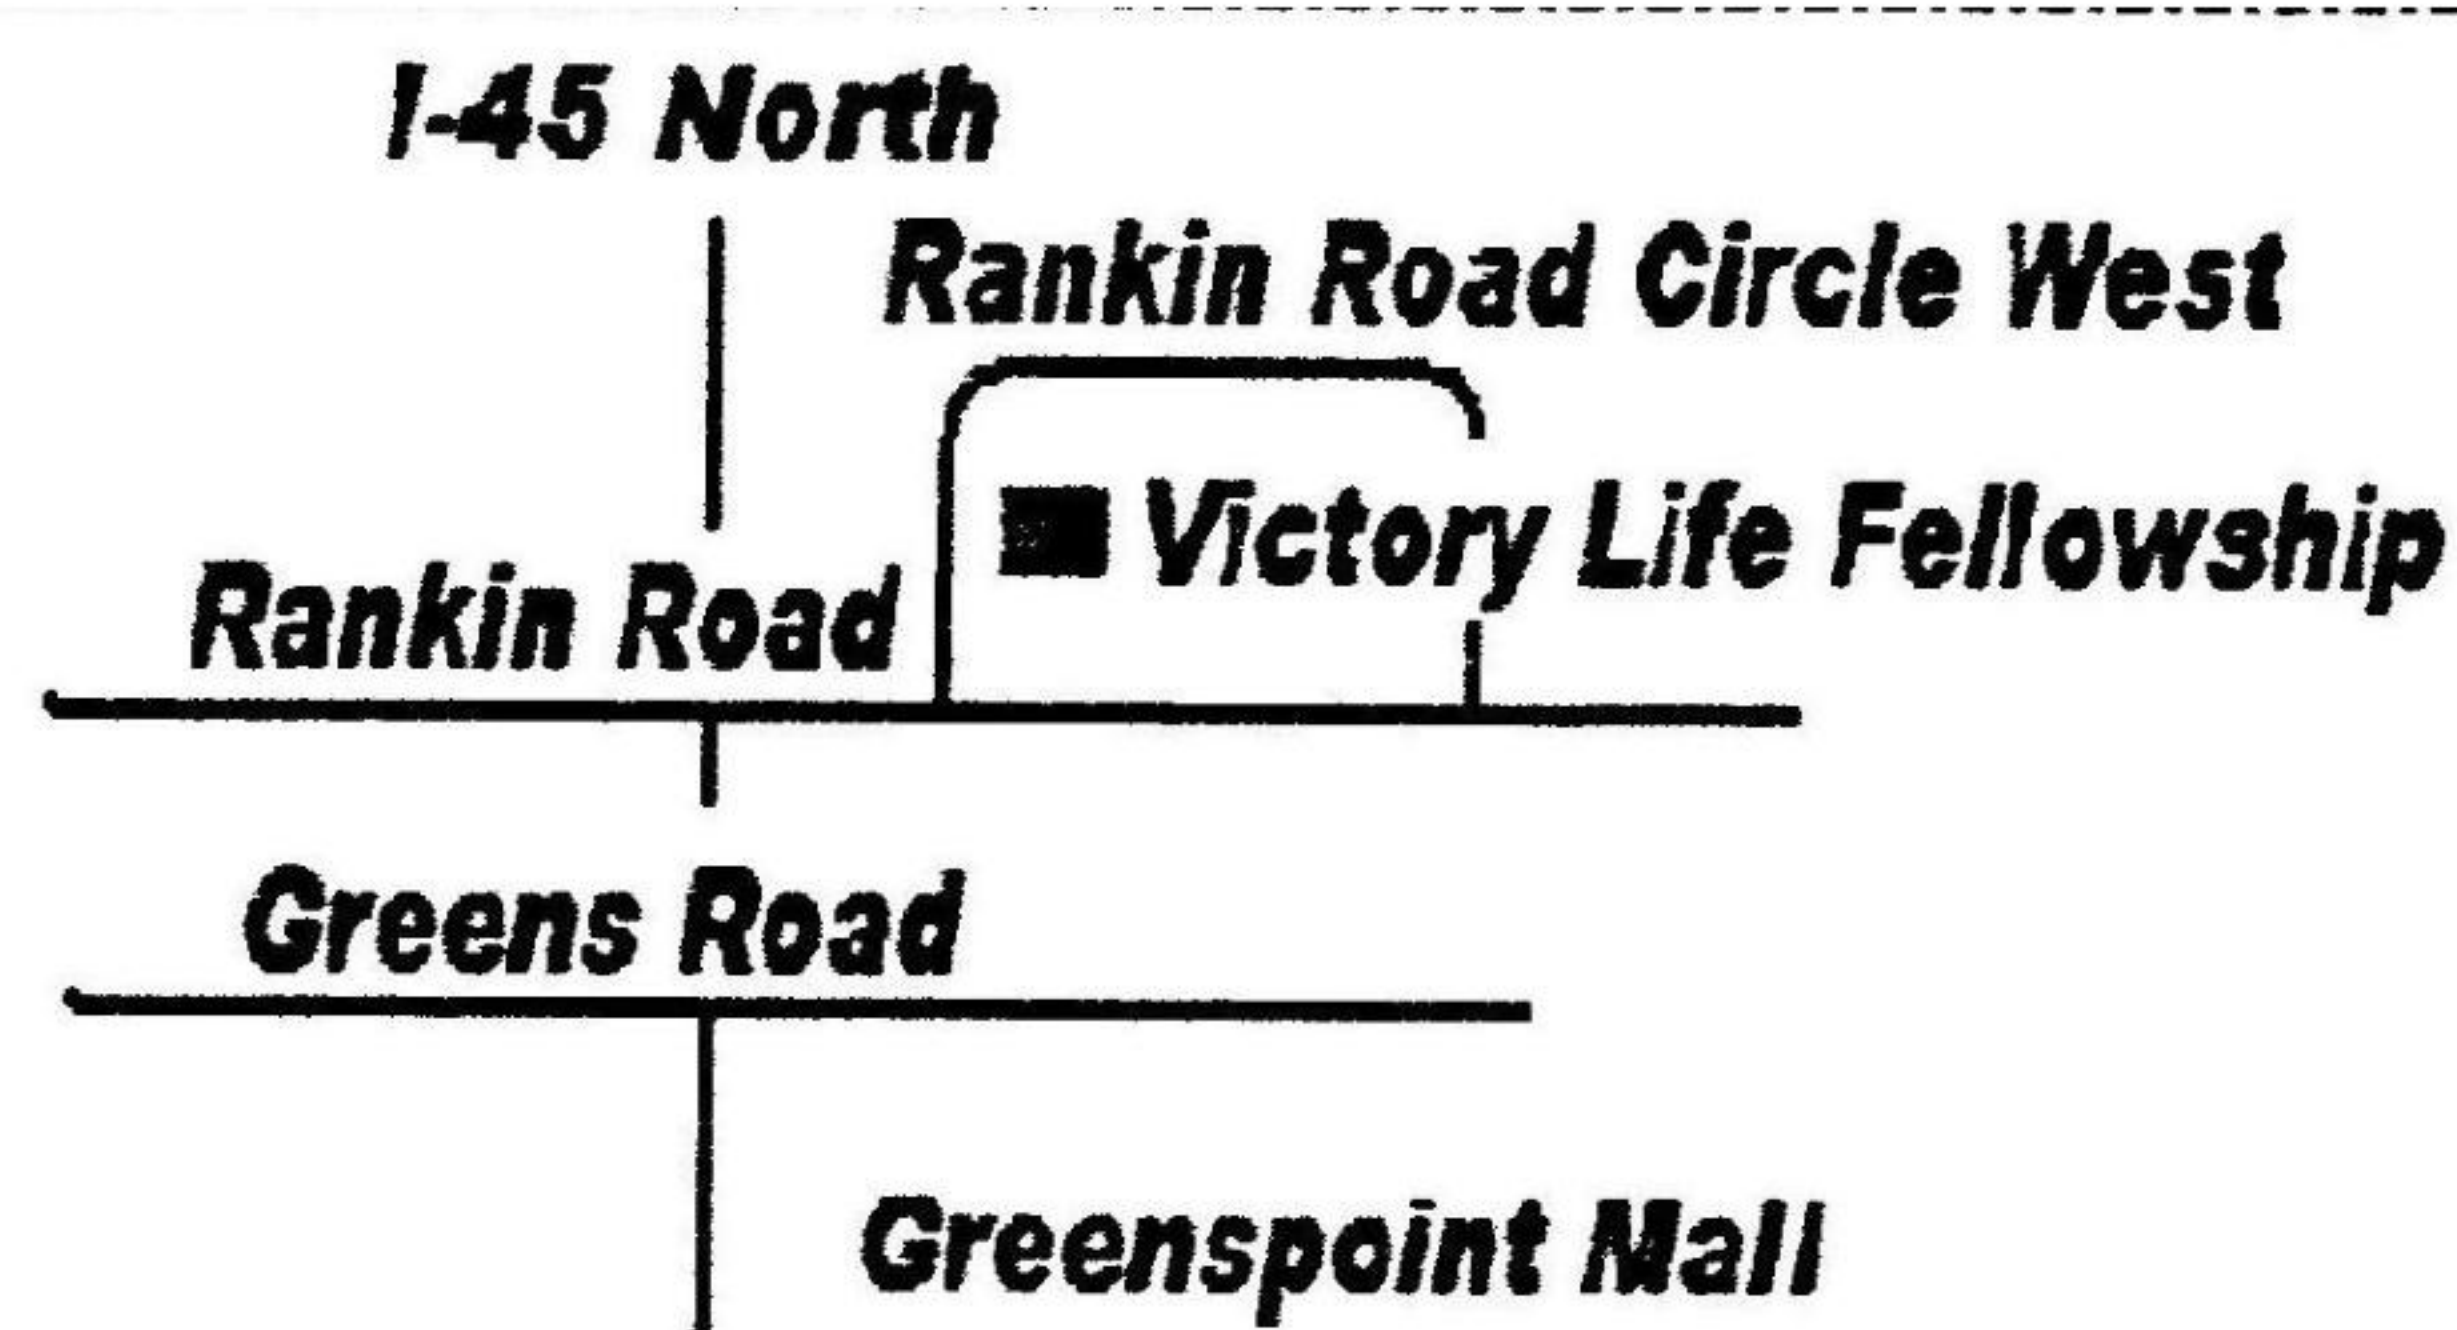 I-45 North
Rankin Road Circle West
Victory Life Fellowship
Rankin Road
Greens Road
Greenspoint Mall